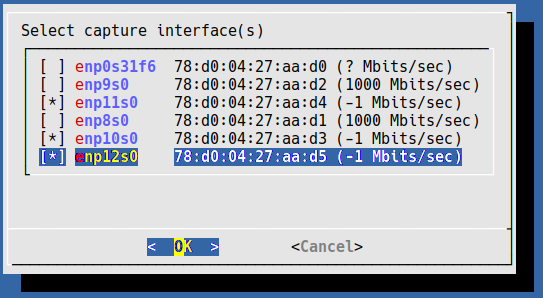 Select capture interface(s)
[ ] enp0s31f6 78:d0:04:27:aa:d0 (? Mbits/sec)
[ ] enp9s0 78:d0:04:27:aa:d2 (1000 Mbits/sec)
[*] enp11s0 78:d0:04:27:aa:d4 (-1 Mbits/sec)
[ ] enp8s0 78:d0:04:27:aa:d1 (1000 Mbits/sec)
[*] enp10s0 78:d0:04:27:aa:d3 (-1 Mbits/sec)
[*] enp12s0 78:d0:04:27:aa:d5 (-1 Mbits/sec)
< OK > <Cancel>